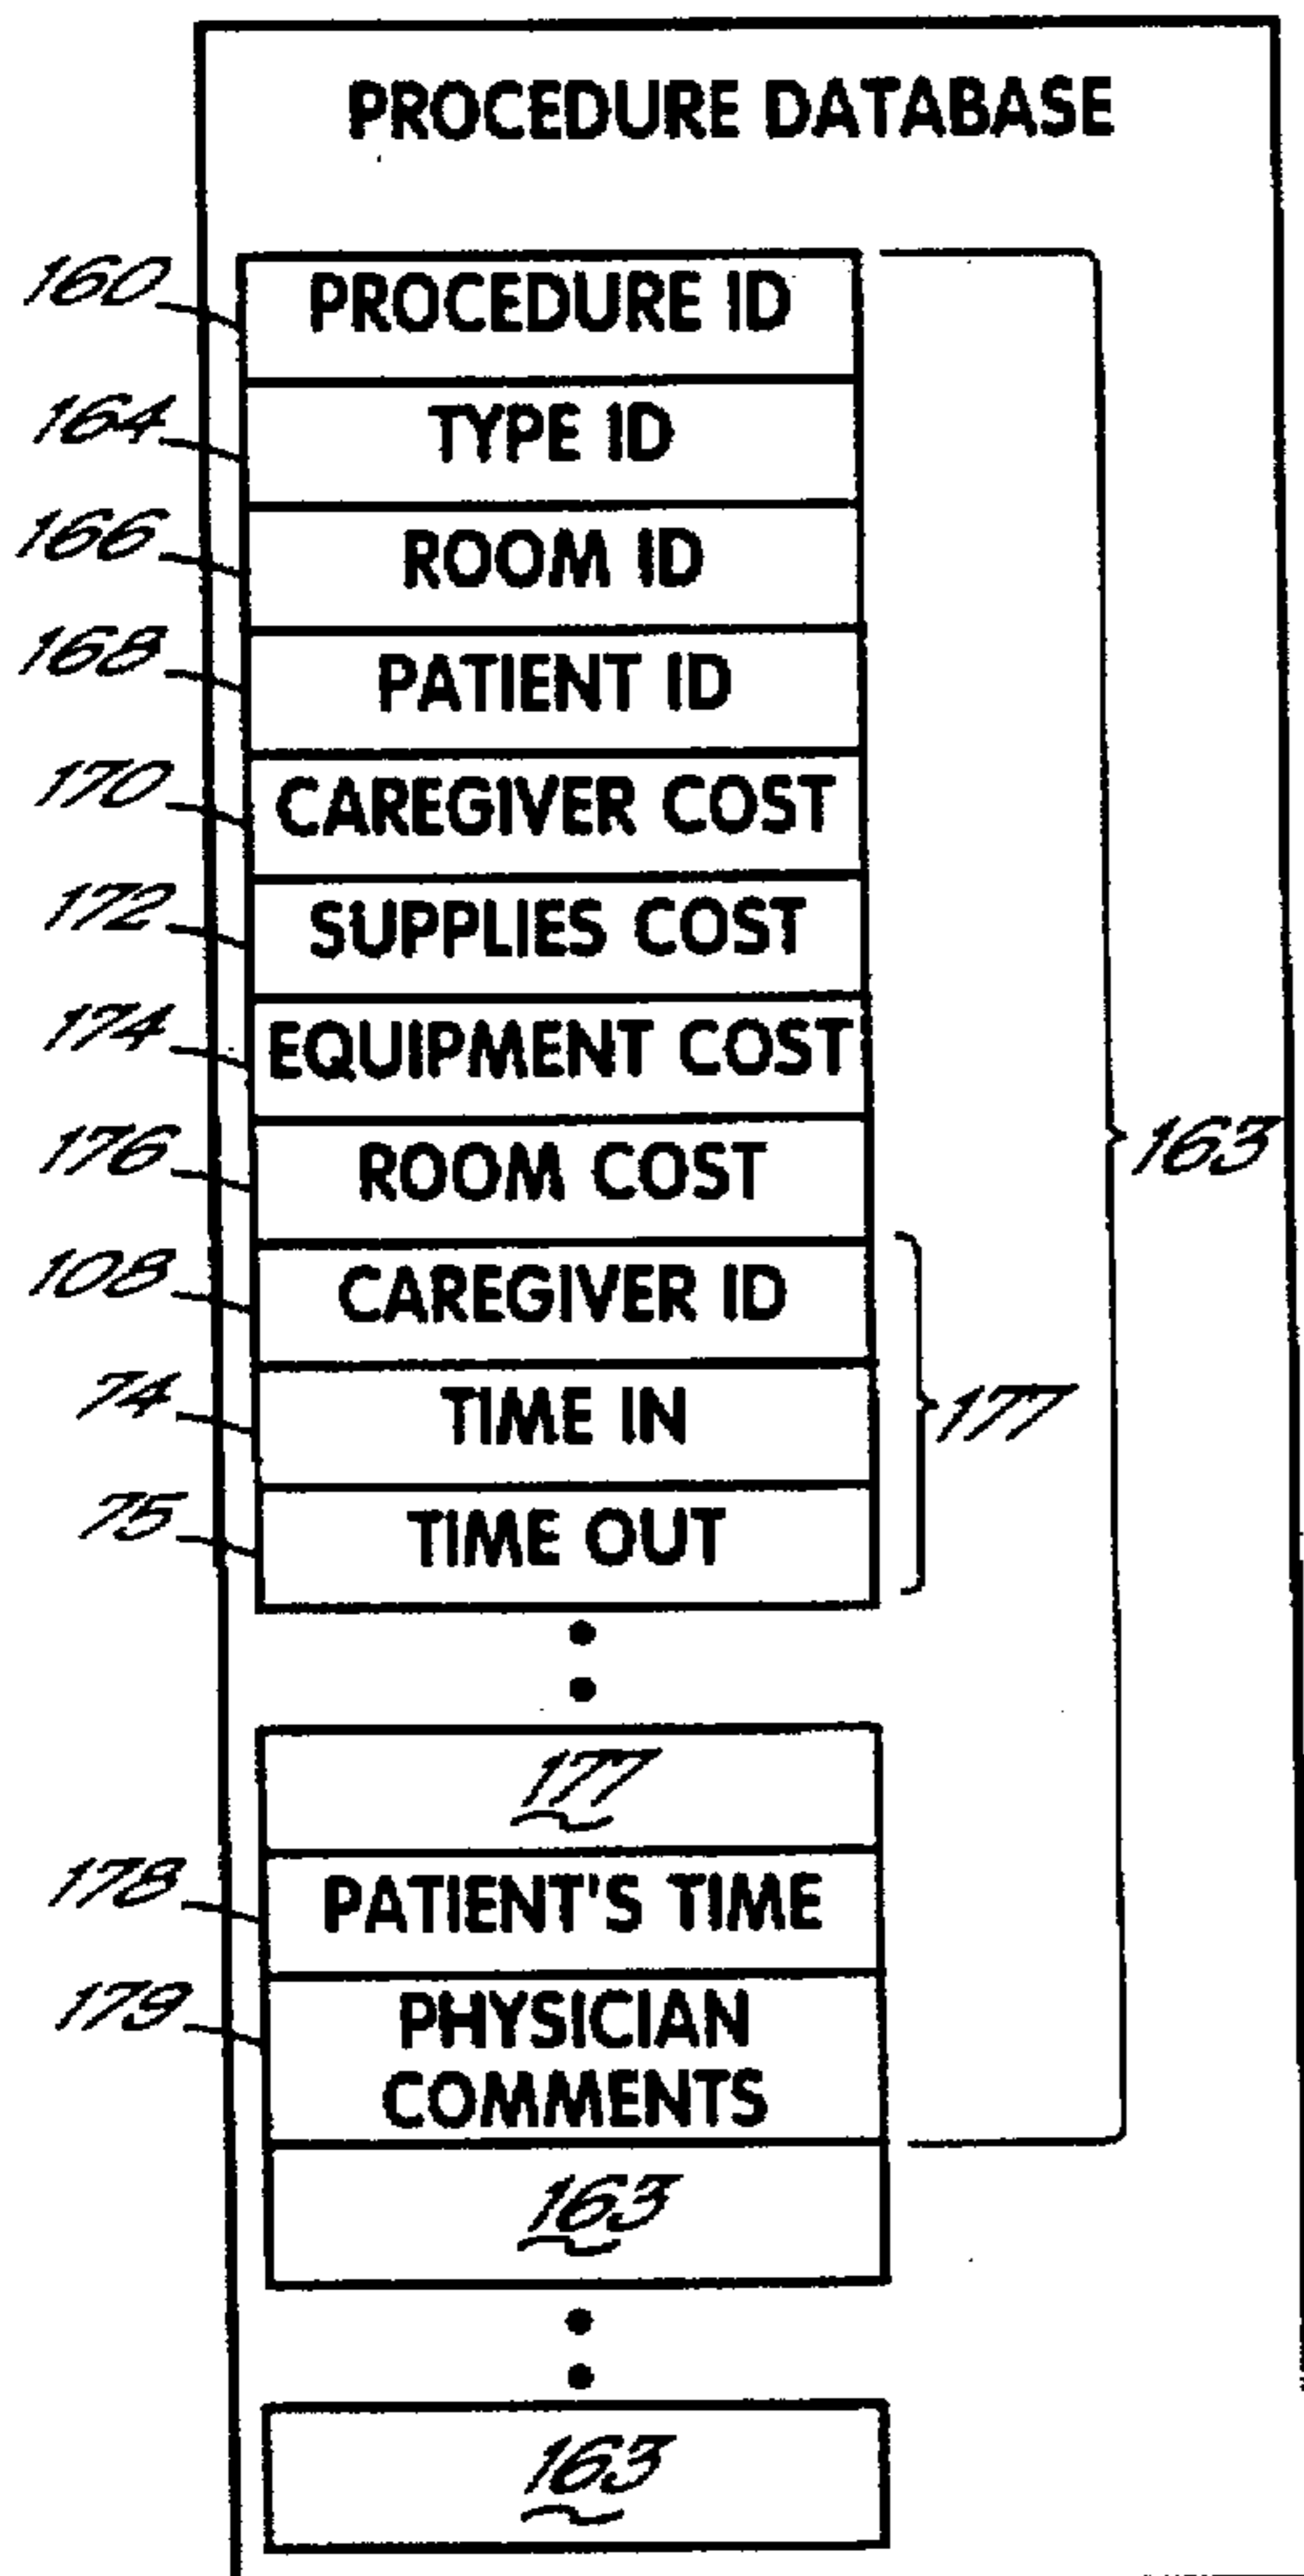 PROCEDURE DATABASE
160 PROCEDURE ID
164 TYPE ID
166 ROOM ID
168 PATIENT ID
170 CAREGIVER COST
172 SUPPLIES COST
174 EQUIPMENT COST
163
176 ROOM COST
108 CAREGIVER ID
74 TIME IN
177
75 TIME OUT
177
178 PATIENT'S TIME
179 PHYSICIAN
COMMENTS
163
163